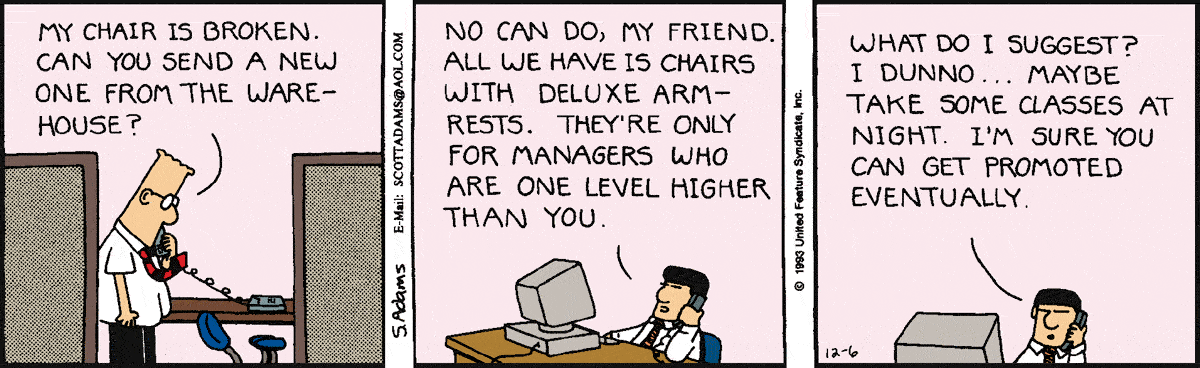 MY CHAIR IS BROKEN.
CAN YOU SEND A NEW
ONE FROM THE WARE-
HOUSE?
S.Adams
E-Mail: SCOTTADAMS@AOL.COM
NO CAN DO, MY FRIEND.
ALL WE HAVE IS CHAIRS
WITH DELUXE ARM-
RESTS. THEY'RE ONLY
FOR MANAGERS WHO
ARE ONE LEVEL HIGHER
THAN YOU.
© 1993 United Feature Syndicate, Inc.
WHAT DO I SUGGEST?
I DUNNO... MAYBE
TAKE SOME CLASSES AT
NIGHT. I'M SURE YOU
CAN GET PROMOTED
EVENTUALLY.
12-6